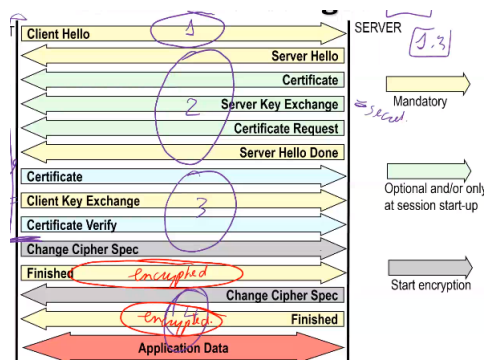 Client Hello
1
SERVER
1.3
Server Hello
Certificate
Mandatory
Server Key Exchange
2
secret.
Certificate Request
Server Hello Done
Certificate
Optional and/or only
at session start-up
Client Key Exchange
3
Certificate Verify
Change Cipher Spec
Finished
encrypted
Start encryption
Change Cipher Spec
4
encrypted
Finished
Application Data